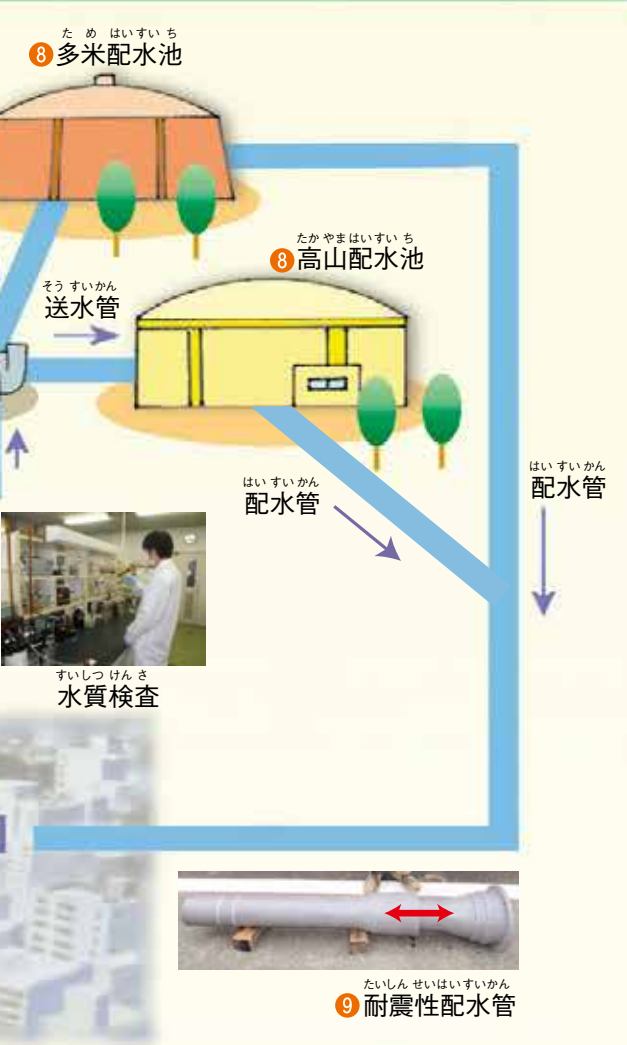 ため はいすいち
8多米配水池
たかやまはいすいち
8高山配水池
そうすいかん
送水管
はいすいかん
配水管
はいすいかん
配水管
すいしつ けんさ
水質検査
たいしん せいはいすいかん
9耐震性配水管